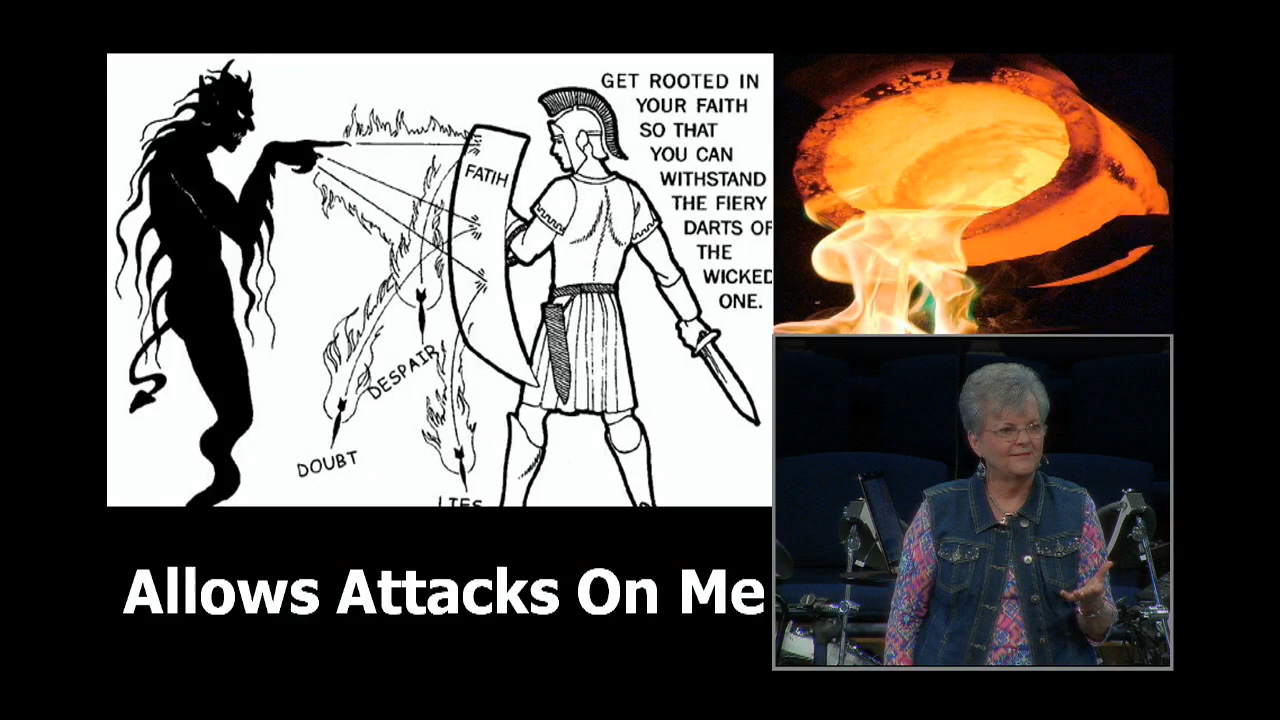 GET ROOTED IN
YOUR FAITH
SO THAT
YOU CAN
WITHSTAND
THE FIERY
DARTS OF
THE
WICKED
ONE.
FATIH
DESPAIR
DOUBT
LIES
Allows Attacks On Me